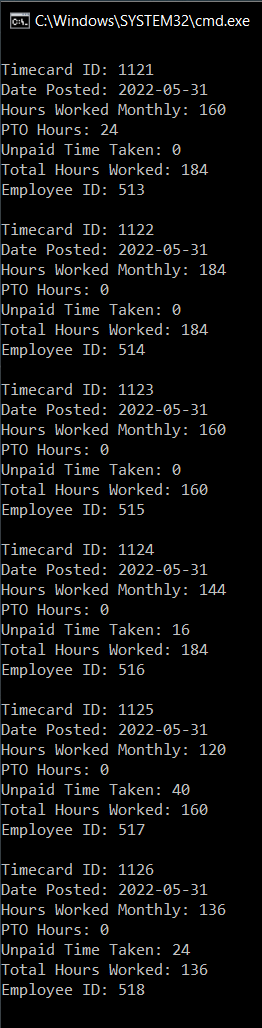 C:\Windows\SYSTEM32\cmd.exe
Timecard ID: 1121
Date Posted: 2022-05-31
Hours Worked Monthly: 160
PTO Hours: 24
Unpaid Time Taken: 0
Total Hours Worked: 184
Employee ID: 513
Timecard ID: 1122
Date Posted: 2022-05-31
Hours Worked Monthly: 184
PTO Hours: 0
Unpaid Time Taken: 0
Total Hours Worked: 184
Employee ID: 514
Timecard ID: 1123
Date Posted: 2022-05-31
Hours Worked Monthly: 160
PTO Hours: 0
Unpaid Time Taken: 0
Total Hours Worked: 160
Employee ID: 515
Timecard ID: 1124
Date Posted: 2022-05-31
Hours Worked Monthly: 144
PTO Hours: 0
Unpaid Time Taken: 16
Total Hours Worked: 184
Employee ID: 516
Timecard ID: 1125
Date Posted: 2022-05-31
Hours Worked Monthly: 120
PTO Hours: 0
Unpaid Time Taken: 40
Total Hours Worked: 160
Employee ID: 517
Timecard ID: 1126
Date Posted: 2022-05-31
Hours Worked Monthly: 136
PTO Hours: 0
Unpaid Time Taken: 24
Total Hours Worked: 136
Employee ID: 518